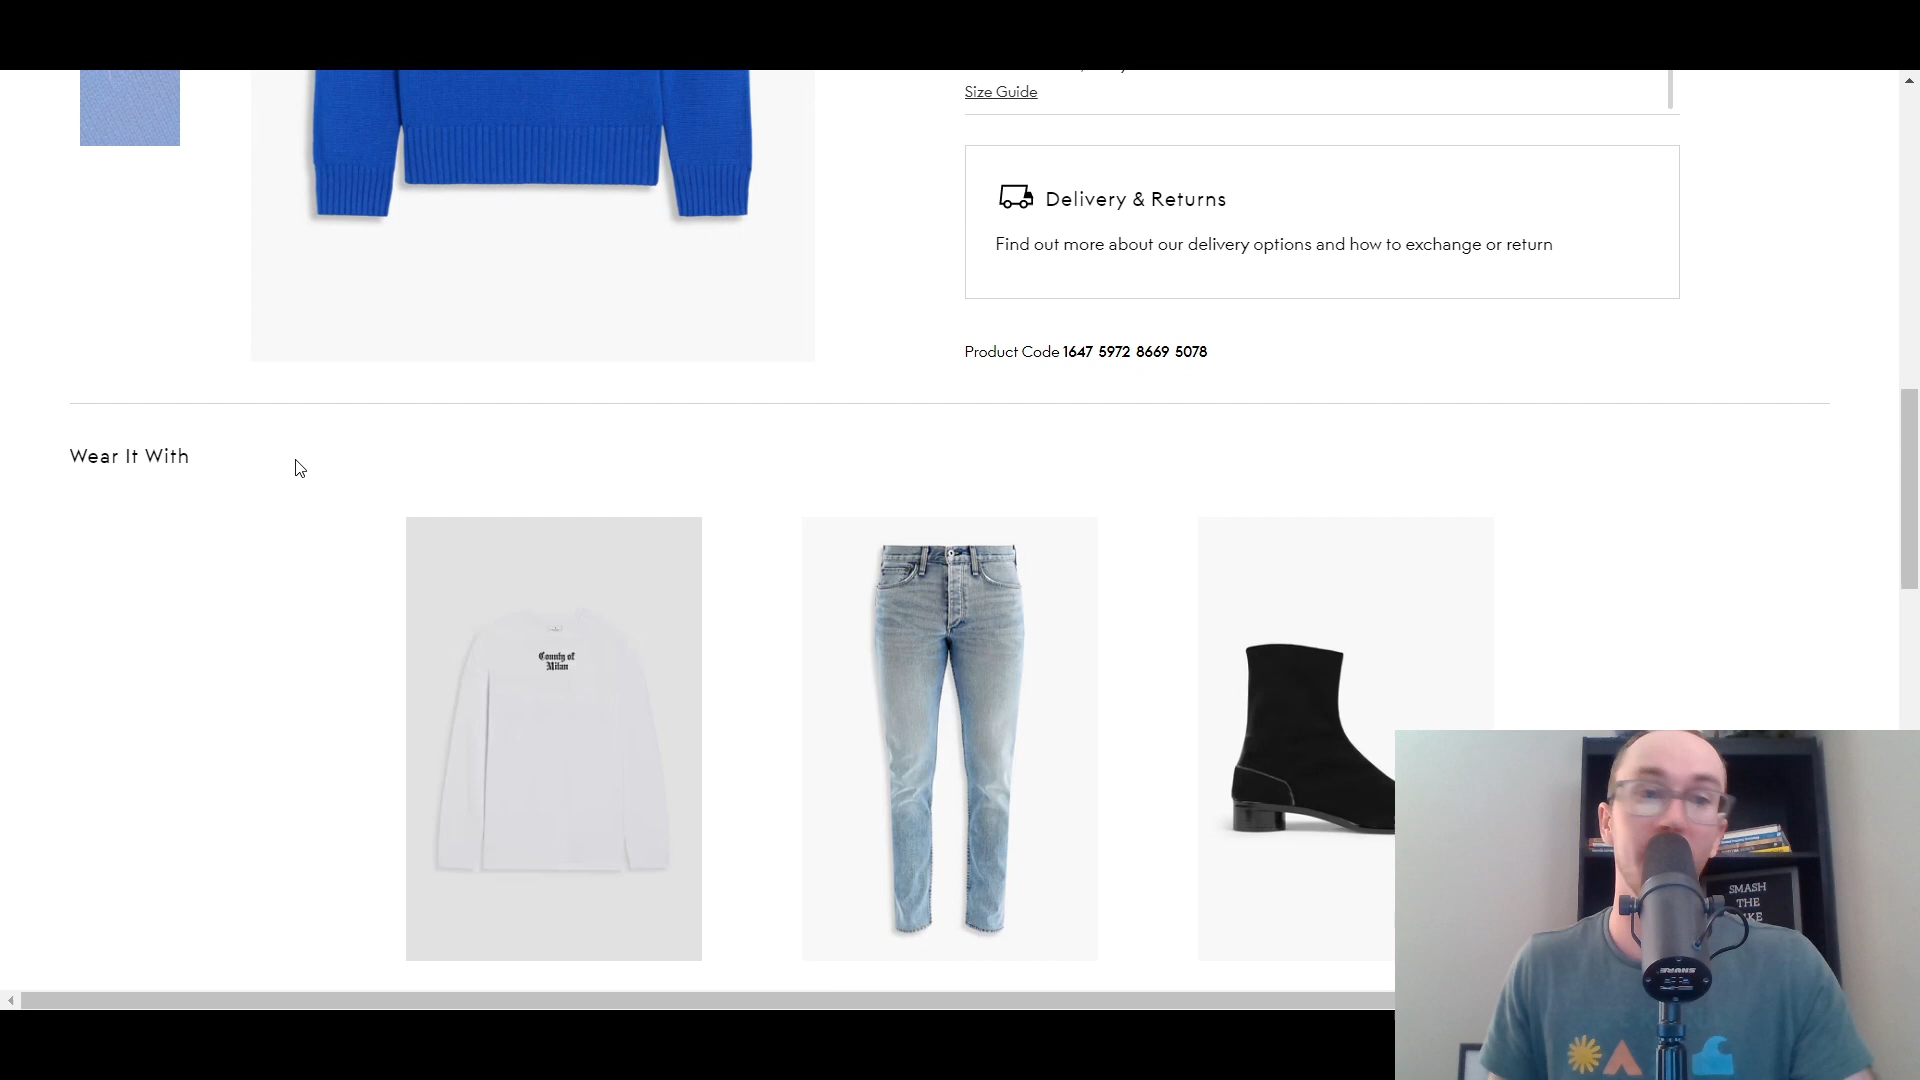 Size Guide
Delivery & Returns
Find out more about our delivery options and how to exchange or return
Product Code 1647 5972 8669 5078
Wear It With
County of
Milan
SMASH
THE
SHURE